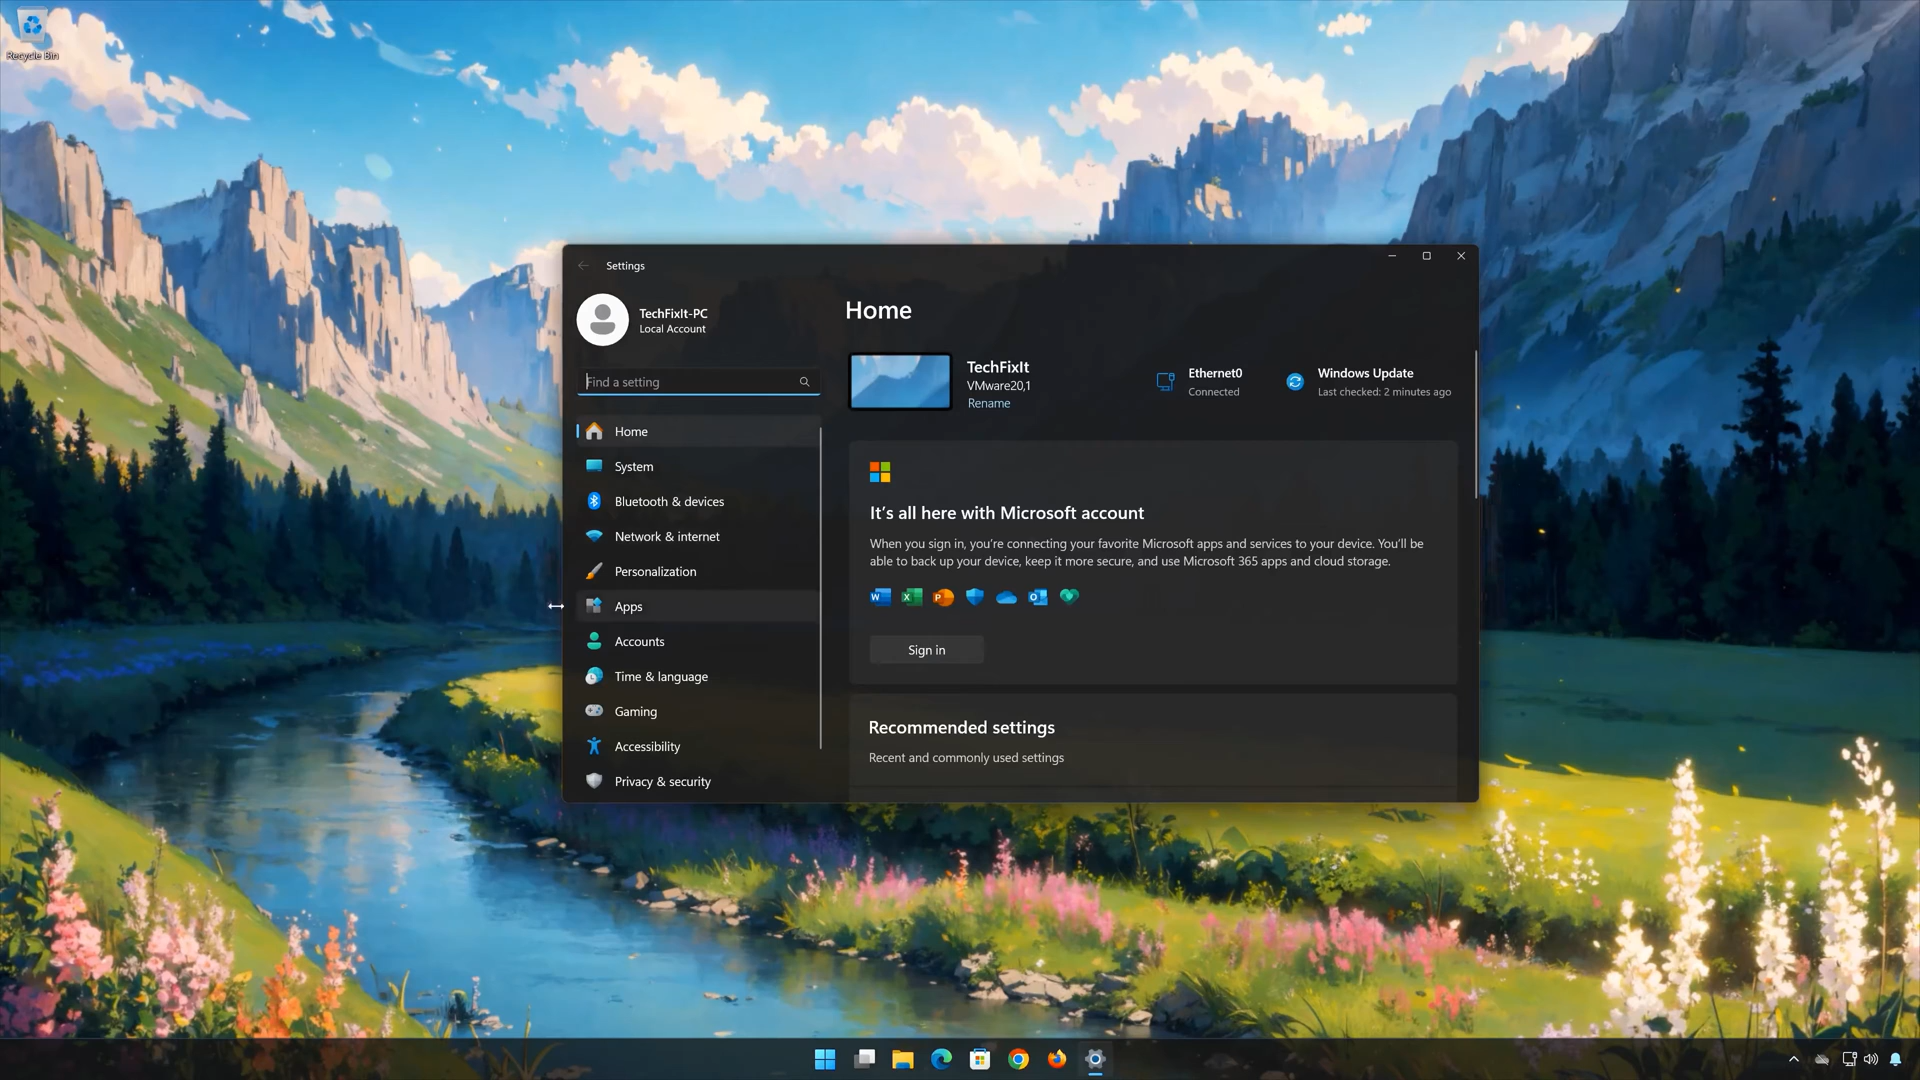 Recycle Bin
Settings
TechFixIt-PC
Local Account
Find a setting
Home
System
Bluetooth & devices
Network & internet
Personalization
Apps
Accounts
Time & language
Gaming
Accessibility
Privacy & security
Home
TechFixIt
VMware20,1
Rename
Ethernet0
Connected
Windows Update
Last checked: 2 minutes ago
It's all here with Microsoft account
When you sign in, you're connecting your favorite Microsoft apps and services to your device. You'll be
able to back up your device, keep it more secure, and use Microsoft 365 apps and cloud storage.
Sign in
Recommended settings
Recent and commonly used settings